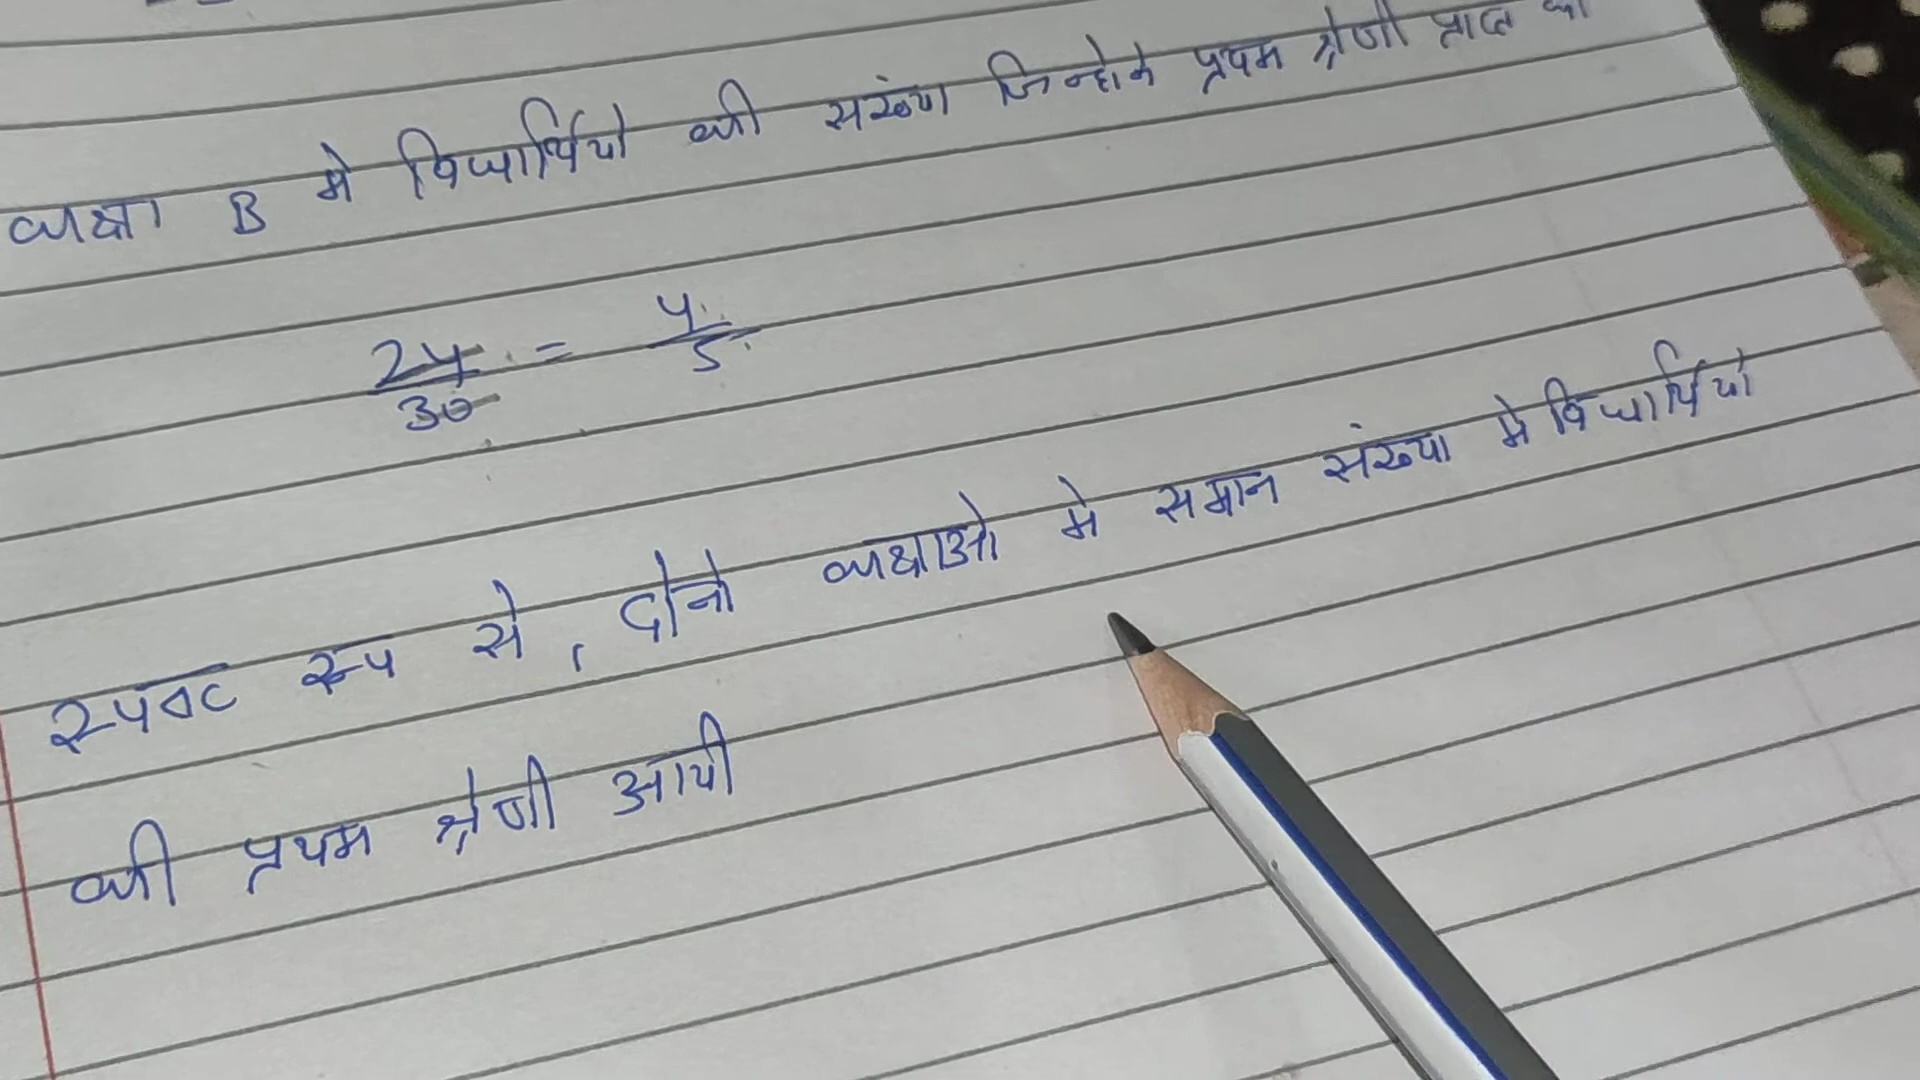 कक्षा B मे विद्यार्थियो की संख्या जिन्होने प्रथम श्रेणी प्राप्त की
24/30 = 4/5
स्पष्ट रूप से, दोनो कक्षाओ मे समान संख्या मे विद्यार्थियो
की प्रथम श्रेणी आयी